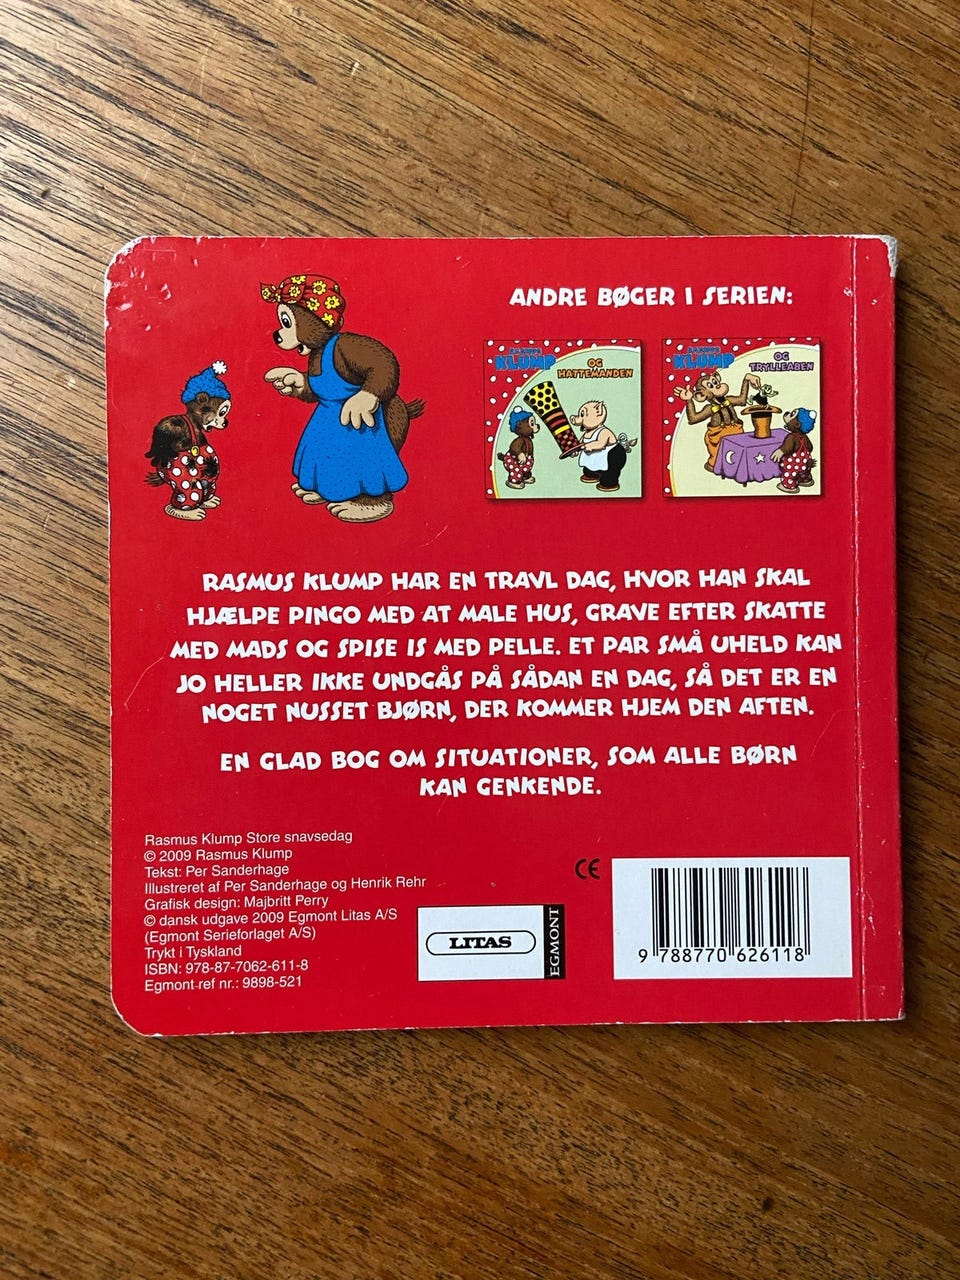 ANDRE BØGER I SERIEN:
RASMUS
KLUMP
OG
HATTEMANDEN
RASMUS
KLUMP
OG
TRYLLEABEN
RASMUS KLUMP HAR EN TRAVL DAG, HVOR HAN SKAL
HJÆLPE PINGO MED AT MALE HUS, GRAVE EFTER SKATTE
MED MADS OG SPISE IS MED PELLE. ET PAR SMÅ UHELD KAN
JO HELLER IKKE UNDGÅS PÅ SÅDAN EN DAG, SÅ DET ER EN
NOGET NUSSET BJØRN, DER KOMMER HJEM DEN AFTEN.
EN GLAD BOG OM SITUATIONER, SOM ALLE BØRN
KAN GENKENDE.
Rasmus Klump Store snavsedag
© 2009 Rasmus Klump
Tekst: Per Sanderhage
Illustreret af Per Sanderhage og Henrik Rehr
Grafisk design: Majbritt Perry
© dansk udgave 2009 Egmont Litas A/S
(Egmont Serieforlaget A/S)
Trykt i Tyskland
ISBN: 978-87-7062-611-8
Egmont ref nr.: 9898-521
LITAS
EGMONT
CE
9 788770 626118